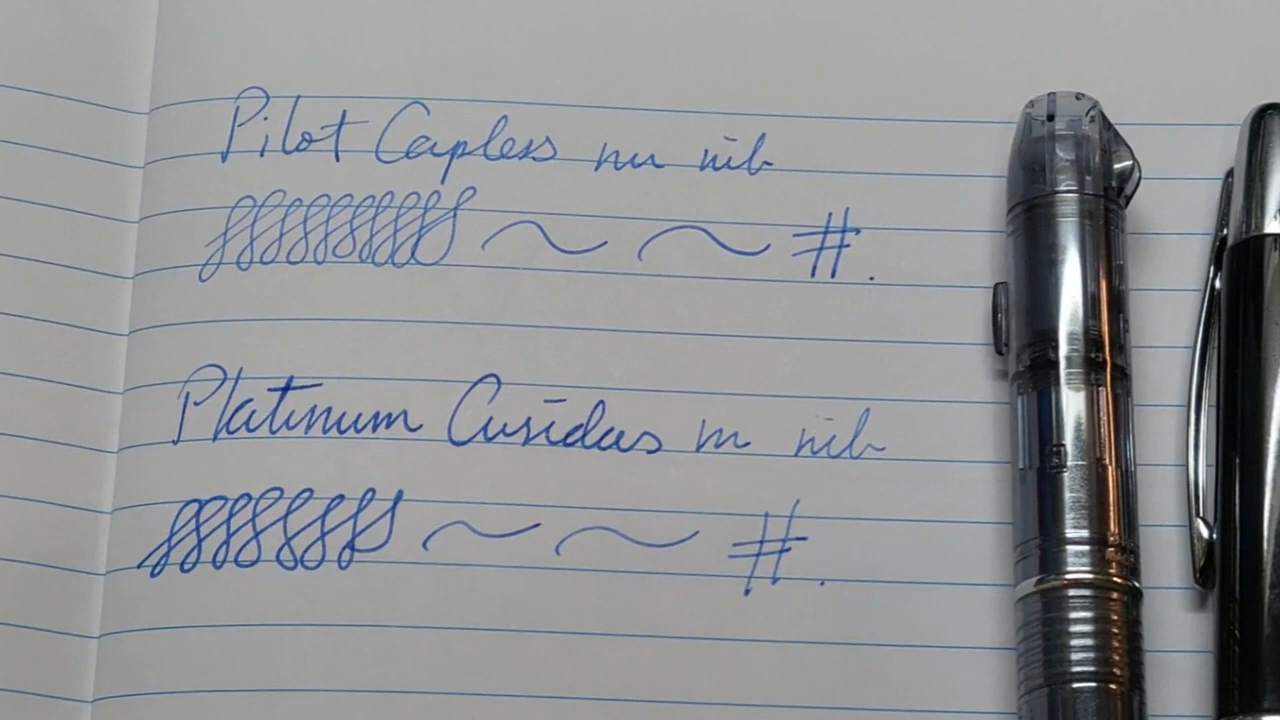 Pilot Capless m nib
~ ~ #.
Platinum Curidas m nib
~ ~ #.